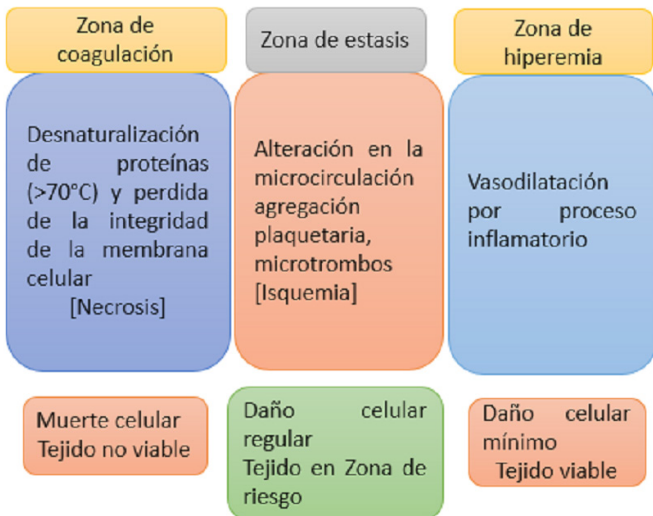 Zona de
coagulación
Zona de estasis
Zona de
hiperemia
Desnaturalización
de proteínas
(>70°C) y perdida
de la integridad
de la membrana
celular
[Necrosis]
Alteración en la
microcirculación
agregación
plaquetaria,
microtrombos
[Isquemia]
Vasodilatación
por proceso
inflamatorio
Muerte celular
Tejido no viable
Daño celular
regular
Tejido en Zona de
riesgo
Daño celular
mínimo
Tejido viable